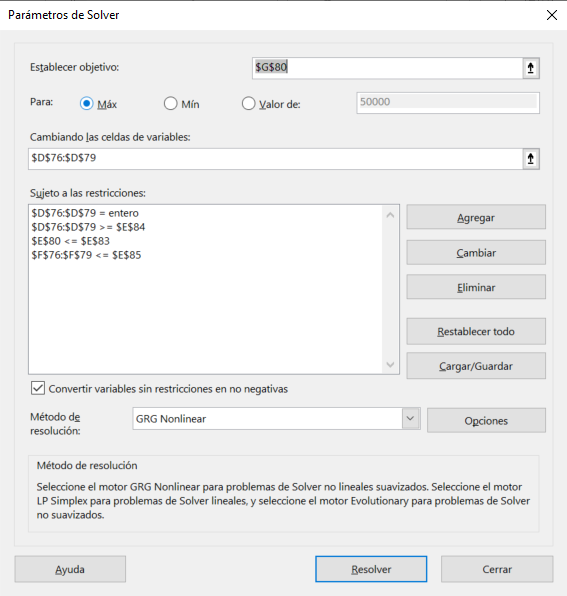 Parámetros de Solver
Establecer objetivo: $G$80
Para: Máx Mín Valor de: 50000
Cambiando las celdas de variables:
$D$76:$D$79
Sujeto a las restricciones:
$D$76:$D$79 = entero
$D$76:$D$79 >= $E$84
$E$80 <= $E$83
$F$76:$F$79 <= $E$85
Agregar
Cambiar
Eliminar
Restablecer todo
Cargar/Guardar
Convertir variables sin restricciones en no negativas
Método de
resolución:
GRG Nonlinear
Opciones
Método de resolución
Seleccione el motor GRG Nonlinear para problemas de Solver no lineales suavizados. Seleccione el motor
LP Simplex para problemas de Solver lineales, y seleccione el motor Evolutionary para problemas de Solver
no suavizados.
Ayuda
Resolver
Cerrar